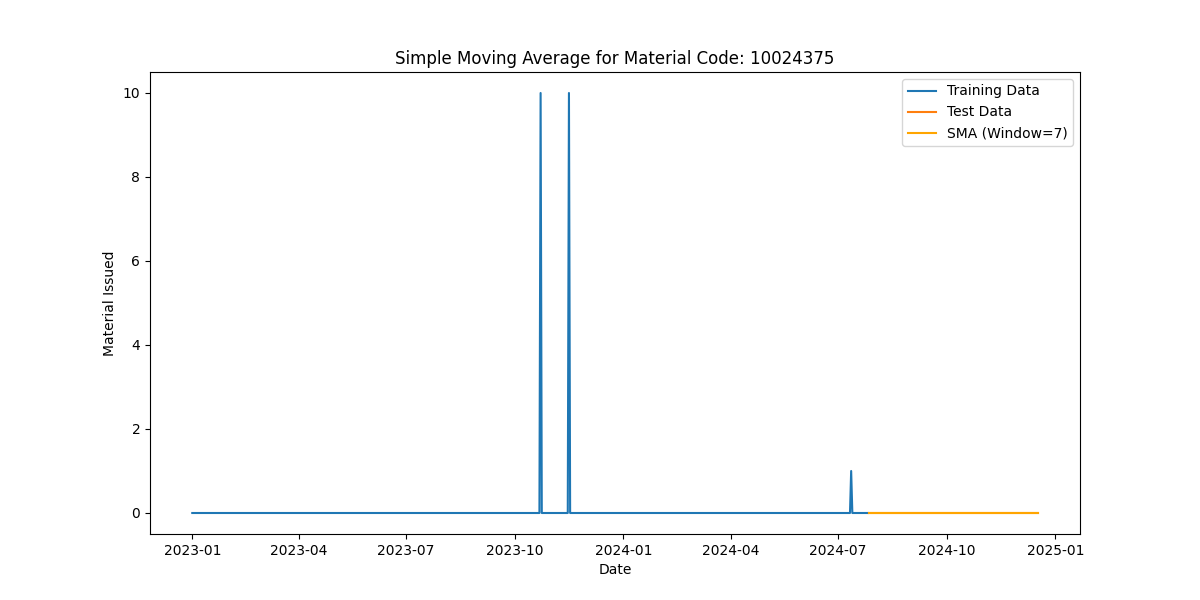 Simple Moving Average for Material Code: 10024375
Training Data
Test Data
SMA (Window=7)
Material Issued
10
8
6
4
2
0
2023-01 2023-04 2023-07 2023-10 2024-01 2024-04 2024-07 2024-10 2025-01
Date